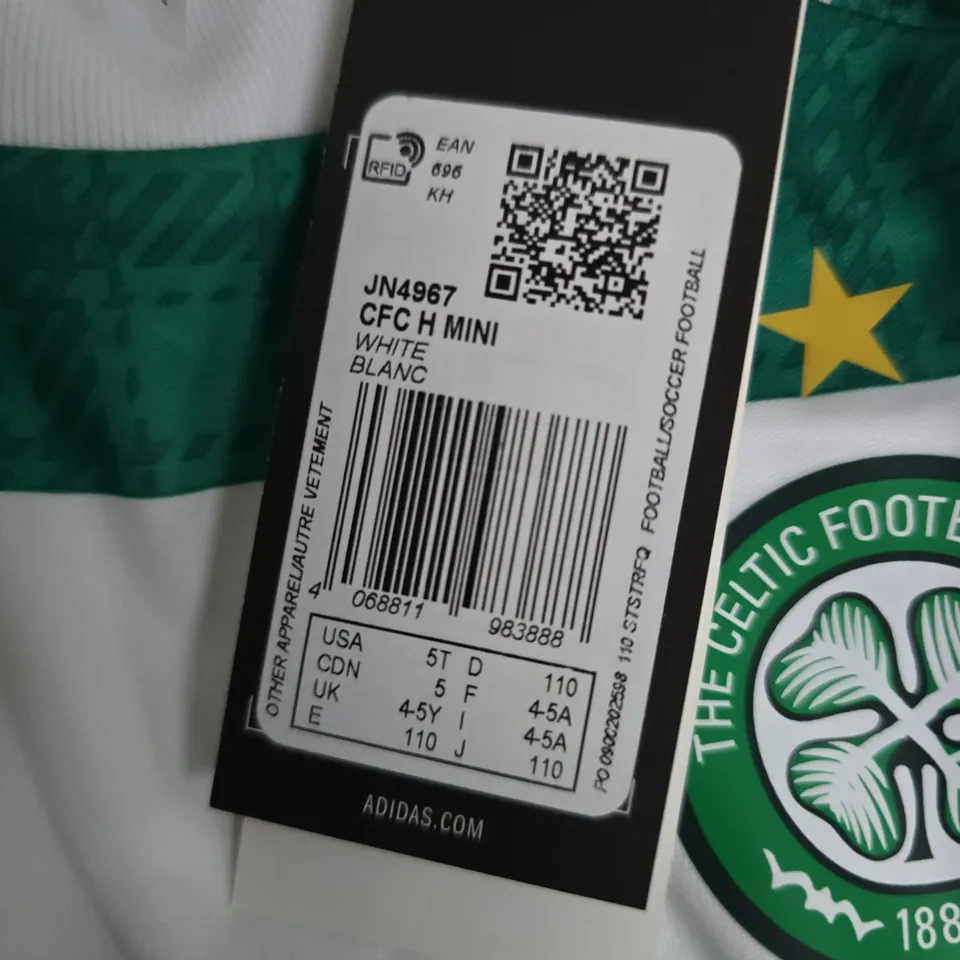 RFID
EAN
696
KH
JN4967
CFC H MINI
WHITE
BLANC
OTHER APPAREL/AUTRE VETEMENT
4 068811 983888
USA 5T D 110
CDN 5 F 4-5A
UK 4-5Y I 4-5A
E 110 J 110
PO 0900202598 110 STSTRFQ FOOTBALL/SOCCER FOOTBALL
ADIDAS.COM
THE CELTIC FOOTB
188